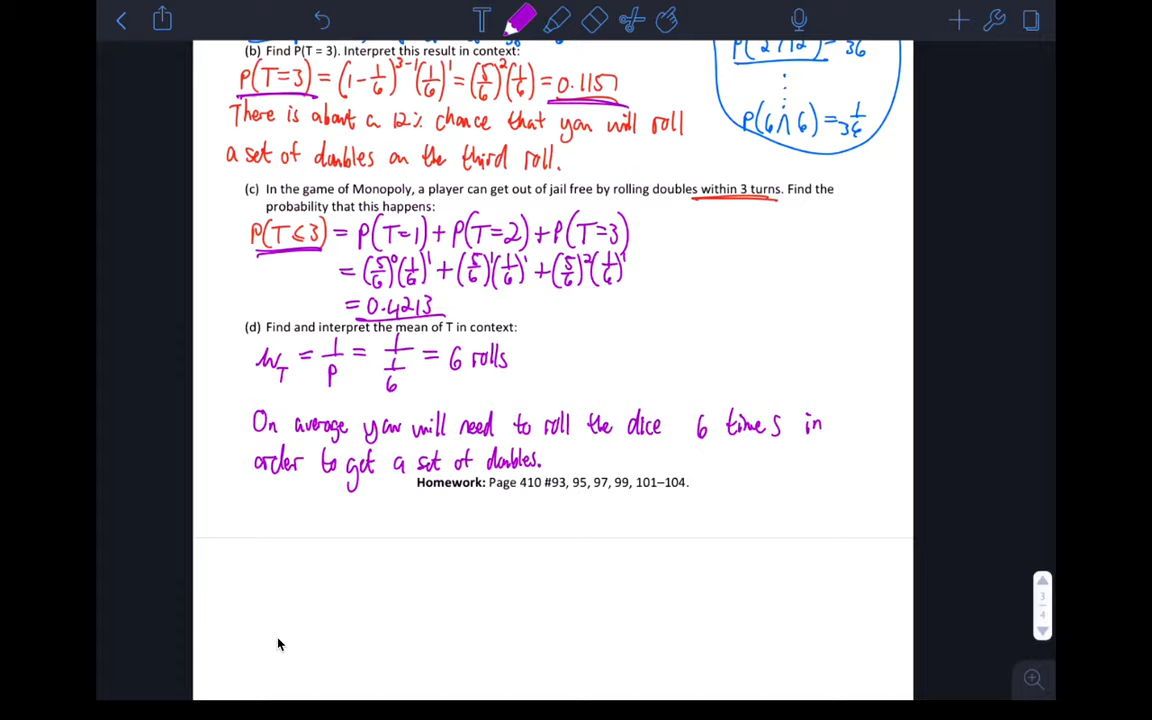 P(2∩2) = 1/36
(b) Find P(T = 3). Interpret this result in context:
P(T=3) = (1-1/6)^3-1 (1/6)^1 = (5/6)^2 (1/6) = 0.1157
⋮
There is about a 12% chance that you will roll
P(6∩6) = 1/36
a set of doubles on the third roll.
(c) In the game of Monopoly, a player can get out of jail free by rolling doubles within 3 turns. Find the
probability that this happens:
P(T≤3) = P(T=1) + P(T=2) + P(T=3)
= (5/6)^0 (1/6)^1 + (5/6)^1 (1/6)^1 + (5/6)^2 (1/6)^1
= 0.4213
(d) Find and interpret the mean of T in context:
μ_T = 1/p = 1/(1/6) = 6 rolls
On average you will need to roll the dice 6 times in
order to get a set of doubles.
Homework: Page 410 #93, 95, 97, 99, 101–104.
3
4